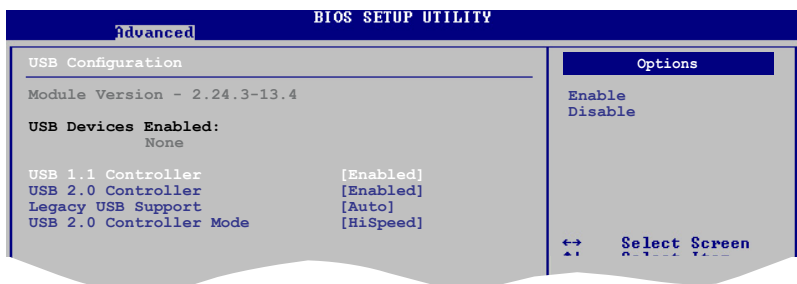 BIOS SETUP UTILITY
Advanced
USB Configuration
Module Version - 2.24.3-13.4
USB Devices Enabled:
None
USB 1.1 Controller [Enabled]
USB 2.0 Controller [Enabled]
Legacy USB Support [Auto]
USB 2.0 Controller Mode [HiSpeed]
Options
Enable
Disable
↔ Select Screen